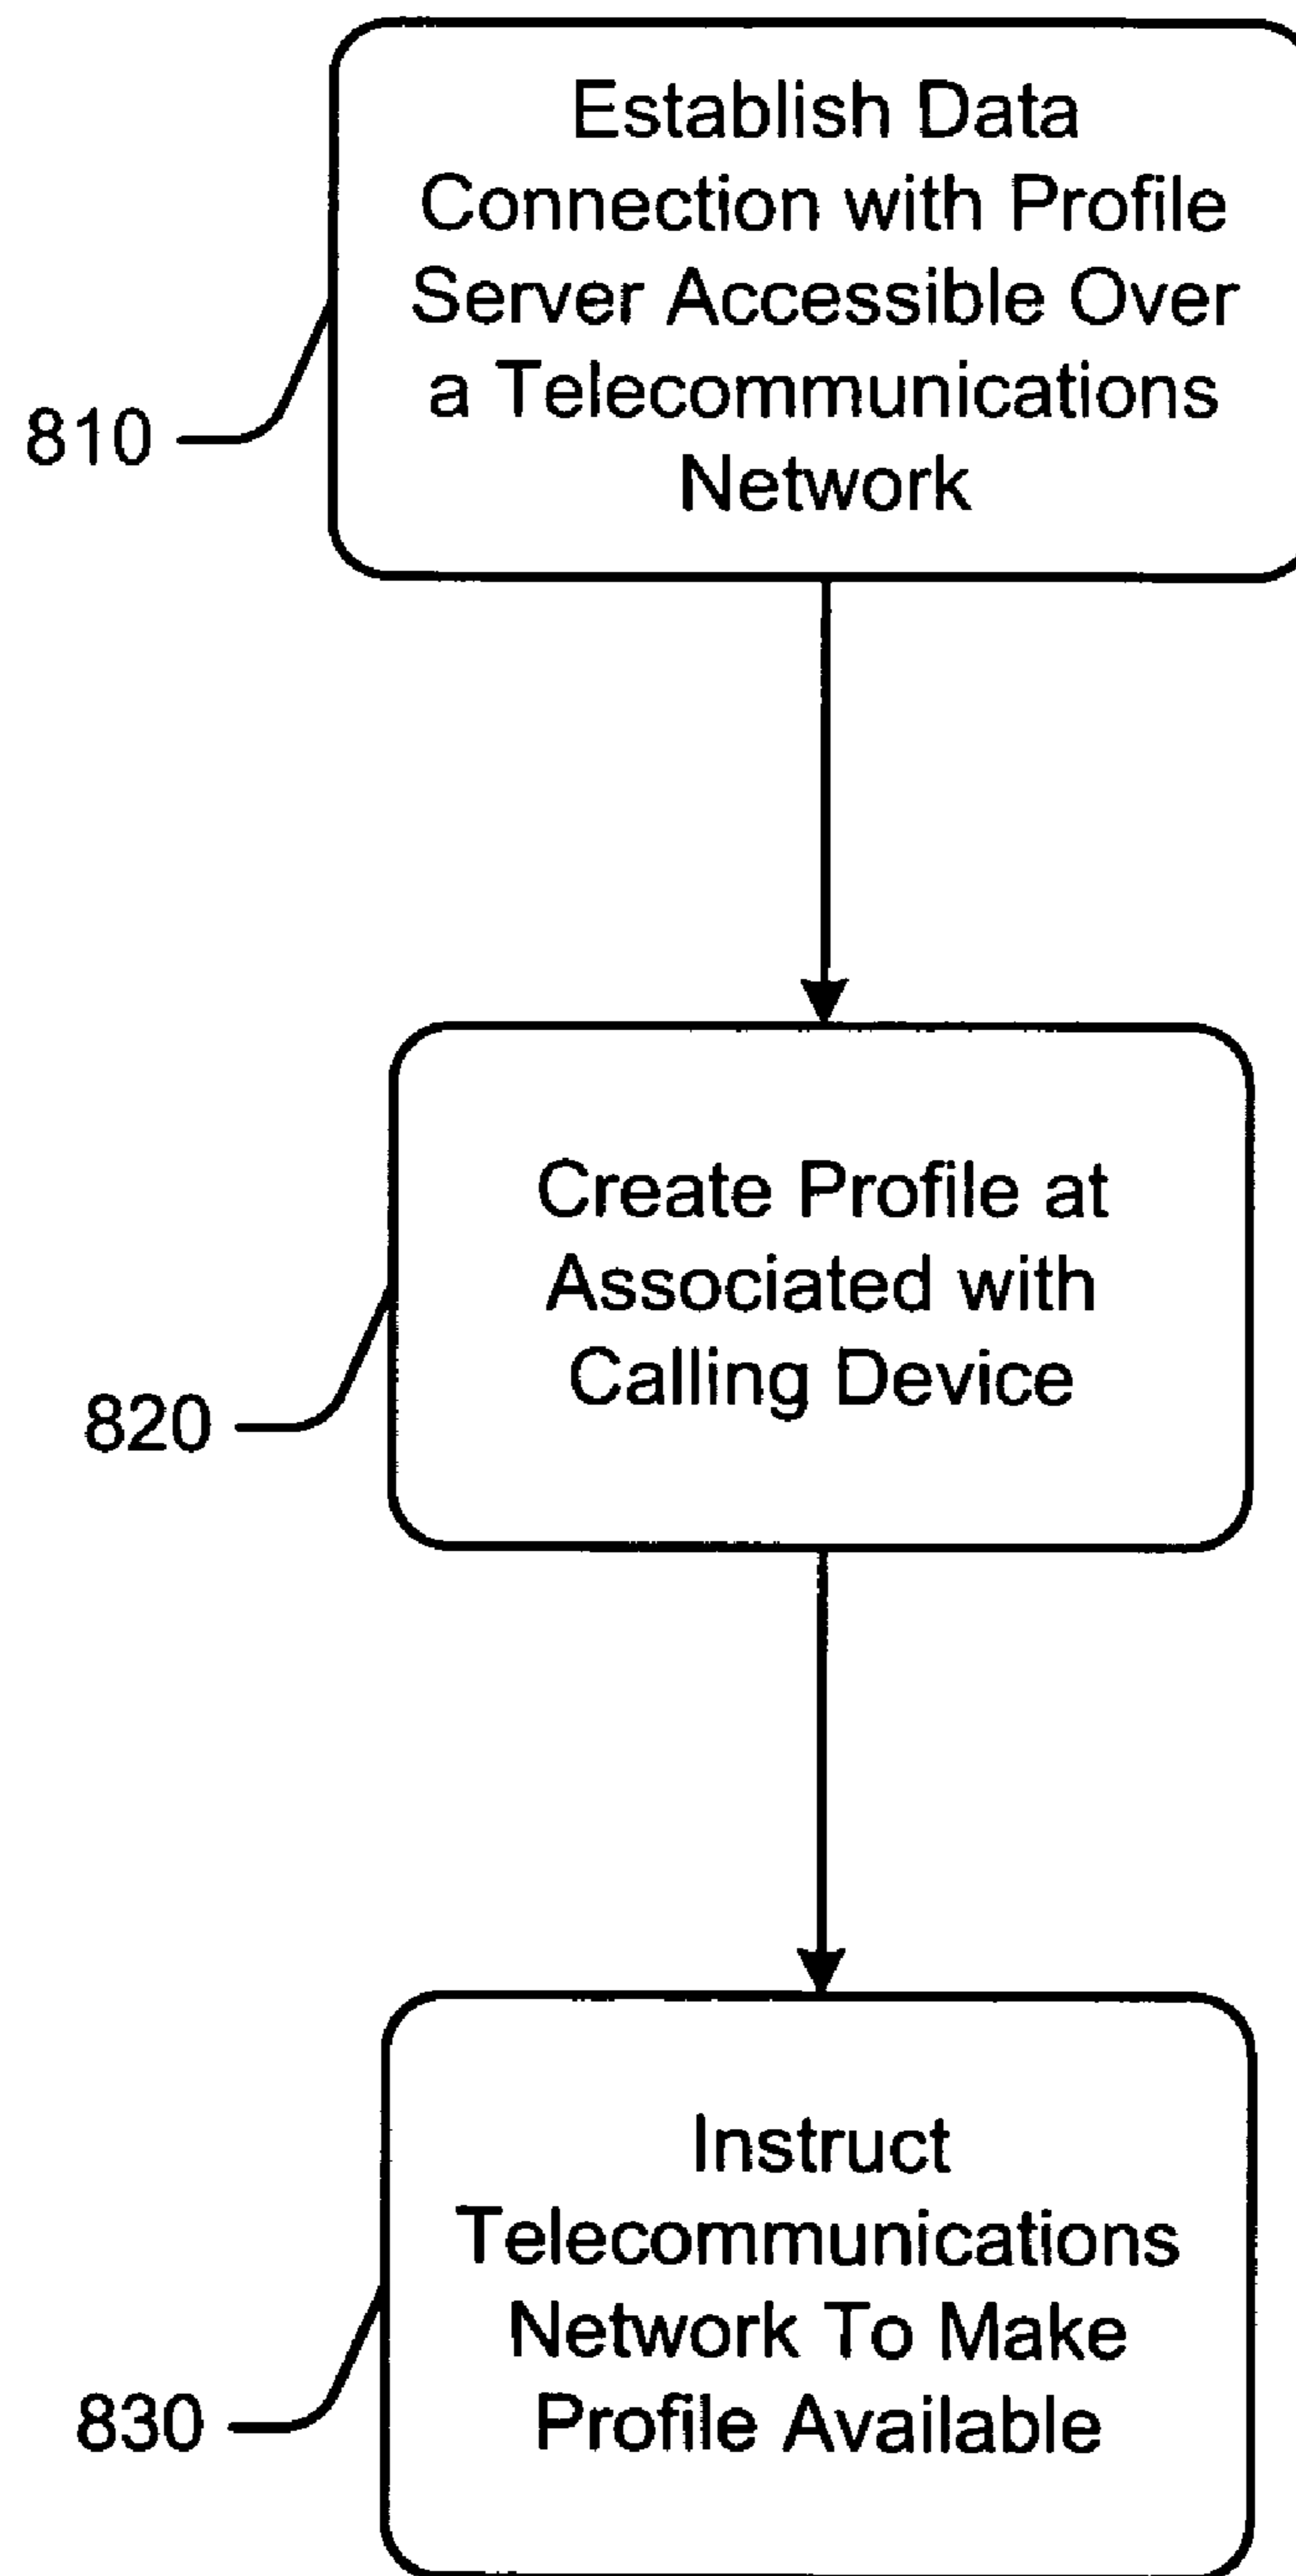 Establish Data
Connection with Profile
Server Accessible Over
a Telecommunications
Network
810
Create Profile at
Associated with
Calling Device
820
Instruct
Telecommunications
Network To Make
Profile Available
830